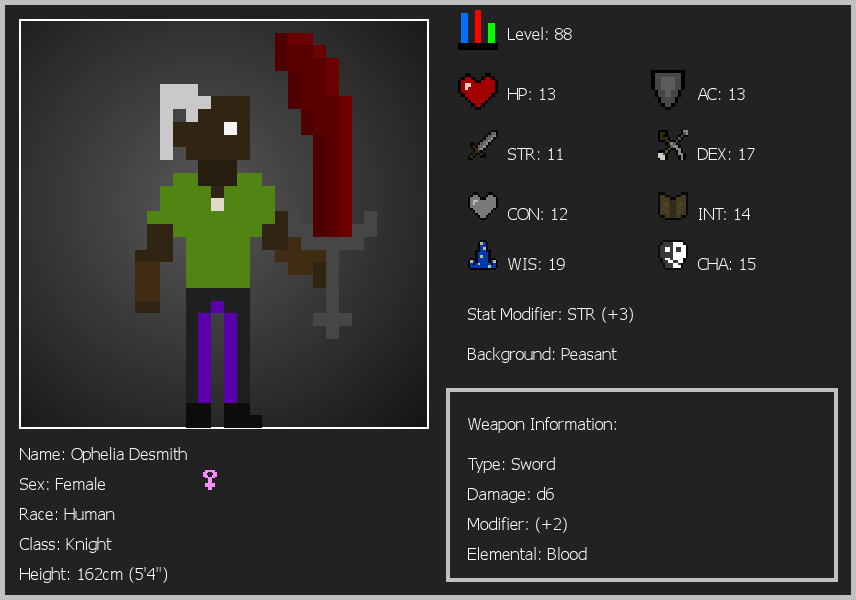 Level: 88
HP: 13
AC: 13
STR: 11
DEX: 17
CON: 12
INT: 14
WIS: 19
CHA: 15
Stat Modifier: STR (+3)
Background: Peasant
Weapon Information:
Type: Sword
Damage: d6
Modifier: (+2)
Elemental: Blood
Name: Ophelia Desmith
Sex: Female
Race: Human
Class: Knight
Height: 162cm (5'4")